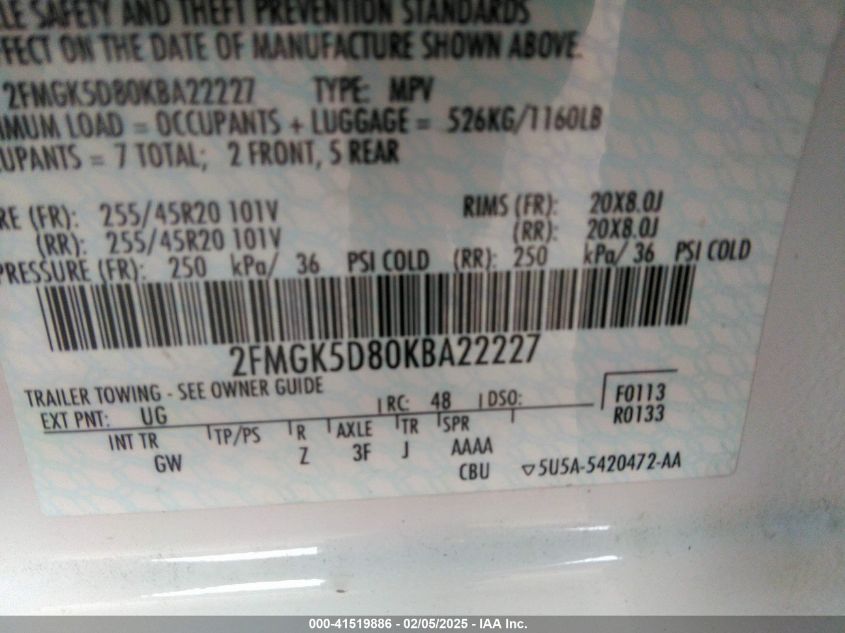 LE SAFETY AND THEFT PREVENTION STANDARDS
FFECT ON THE DATE OF MANUFACTURE SHOWN ABOVE.
2FMGK5D80KBA22227 TYPE: MPV
IMUM LOAD = OCCUPANTS + LUGGAGE = 526KG/1160LB
UPANTS = 7 TOTAL; 2 FRONT, 5 REAR
RE (FR): 255/45R20 101V RIMS (FR): 20X8.0J
(RR): 255/45R20 101V (RR): 20X8.0J
PRESSURE (FR): 250 kPa/ 36 PSI COLD (RR): 250 kPa/ 36 PSI COLD
2FMGK5D80KBA22227
TRAILER TOWING - SEE OWNER GUIDE
EXT PNT: UG RC: 48 DSO: F0113
R0133
INT TR TP/PS R AXLE TR SPR
GW Z 3F J AAAA
CBU 5U5A-5420472-AA
000-41519886 - 02/05/2025 - IAA Inc.